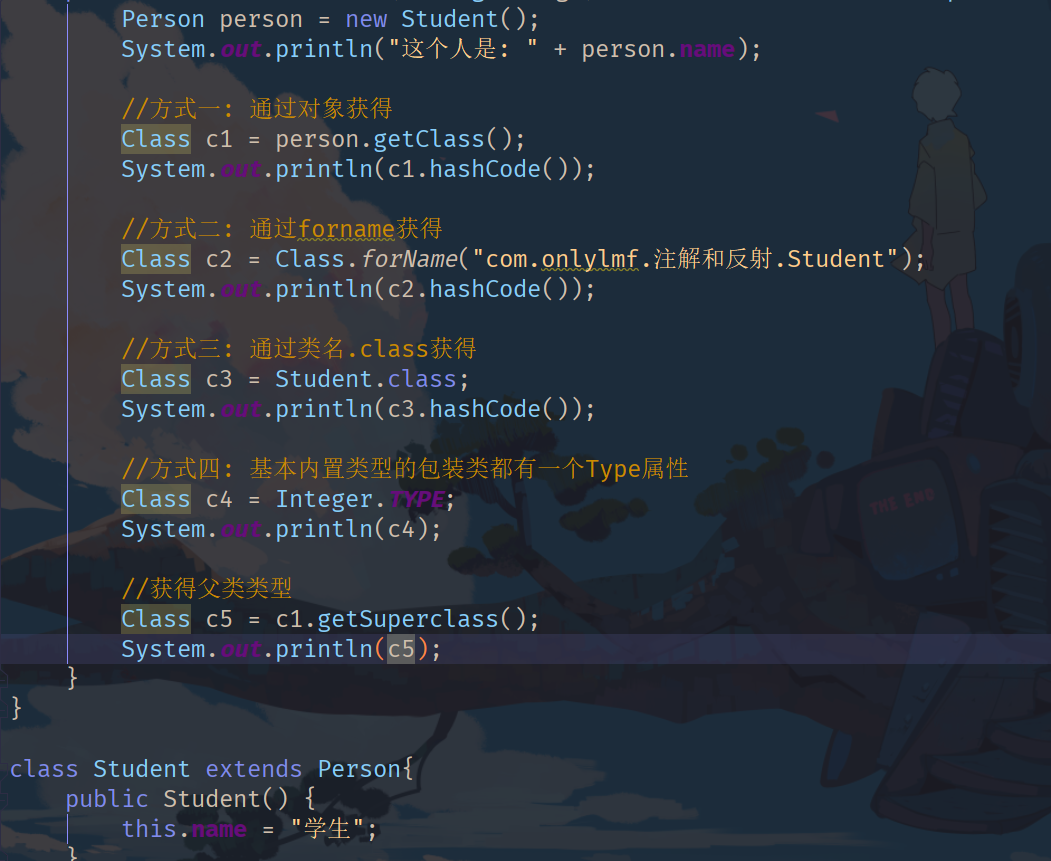 Person person = new Student();
System.out.println("这个人是: " + person.name);
//方式一: 通过对象获得
Class c1 = person.getClass();
System.out.println(c1.hashCode());
//方式二: 通过forname获得
Class c2 = Class.forName("com.onlylmf.注解和反射.Student");
System.out.println(c2.hashCode());
//方式三: 通过类名.class获得
Class c3 = Student.class;
System.out.println(c3.hashCode());
//方式四: 基本内置类型的包装类都有一个Type属性
Class c4 = Integer.TYPE;
System.out.println(c4);
//获得父类类型
Class c5 = c1.getSuperclass();
System.out.println(c5);
}
}
class Student extends Person{
public Student() {
this.name = "学生";
}
THE END